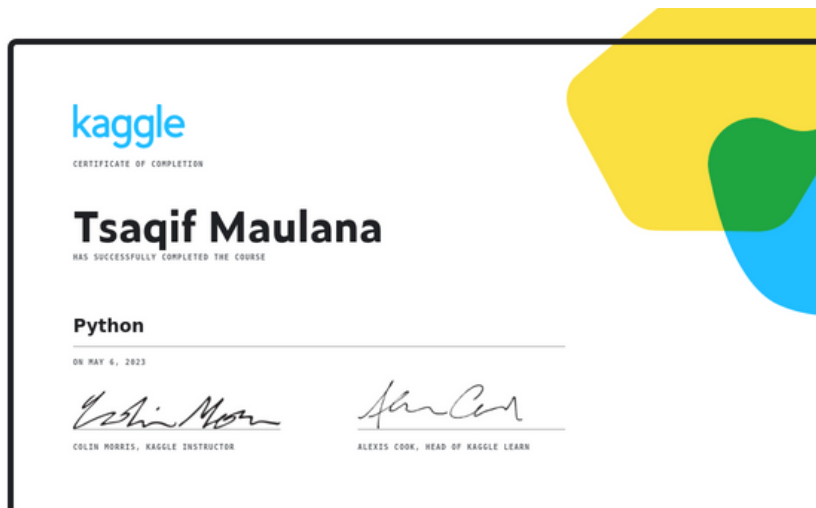 kaggle
CERTIFICATE OF COMPLETION
Tsaqif Maulana
HAS SUCCESSFULLY COMPLETED THE COURSE
Python
ON MAY 6, 2023
COLIN MORRIS, KAGGLE INSTRUCTOR
ALEXIS COOK, HEAD OF KAGGLE LEARN